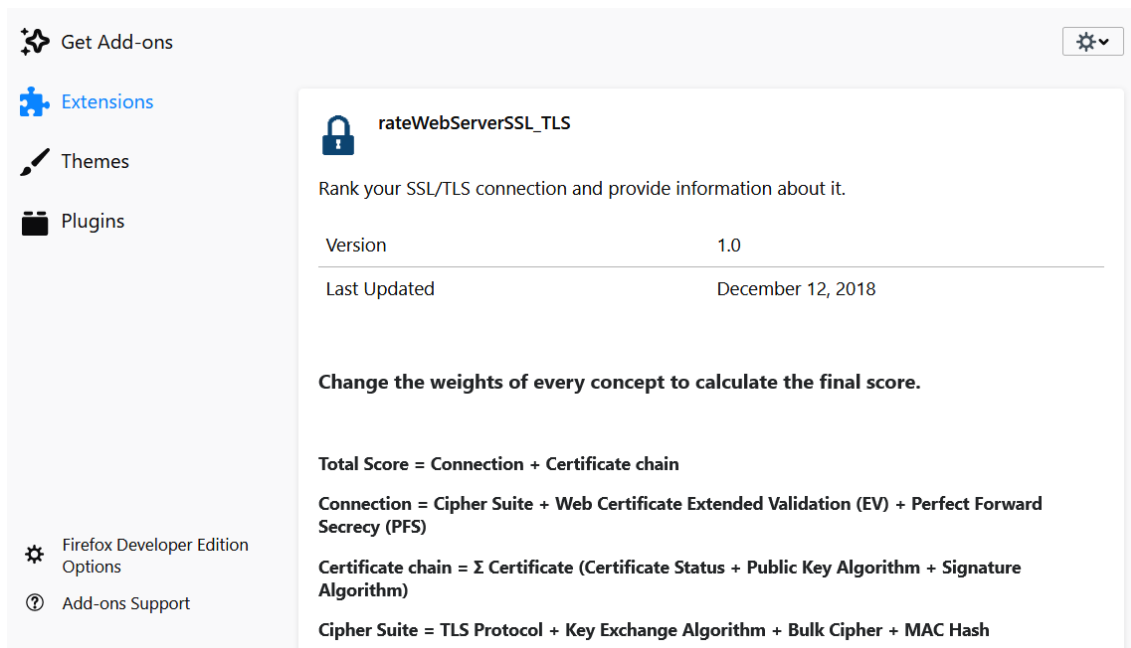 Get Add-ons
Extensions
Themes
Plugins
Firefox Developer Edition
Options
Add-ons Support
rateWebServerSSL_TLS
Rank your SSL/TLS connection and provide information about it.
Version 1.0
Last Updated December 12, 2018
Change the weights of every concept to calculate the final score.
Total Score = Connection + Certificate chain
Connection = Cipher Suite + Web Certificate Extended Validation (EV) + Perfect Forward
Secrecy (PFS)
Certificate chain = Σ Certificate (Certificate Status + Public Key Algorithm + Signature
Algorithm)
Cipher Suite = TLS Protocol + Key Exchange Algorithm + Bulk Cipher + MAC Hash